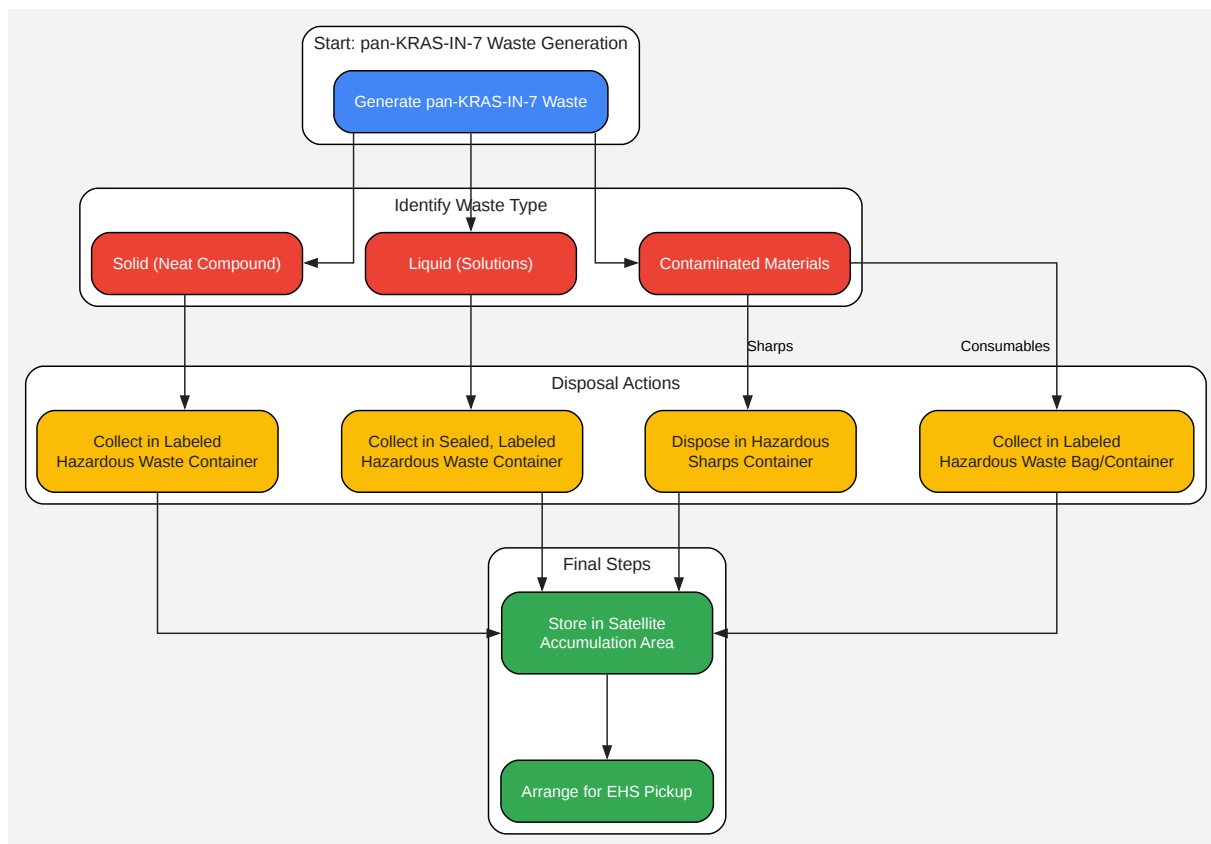 Start: pan-KRAS-IN-7 Waste Generation
Generate pan-KRAS-IN-7 Waste
Identify Waste Type
Solid (Neat Compound)
Liquid (Solutions)
Contaminated Materials
Sharps
Consumables
Disposal Actions
Collect in Labeled
Hazardous Waste Container
Collect in Sealed, Labeled
Hazardous Waste Container
Dispose in Hazardous
Sharps Container
Collect in Labeled
Hazardous Waste Bag/Container
Final Steps
Store in Satellite
Accumulation Area
Arrange for EHS Pickup